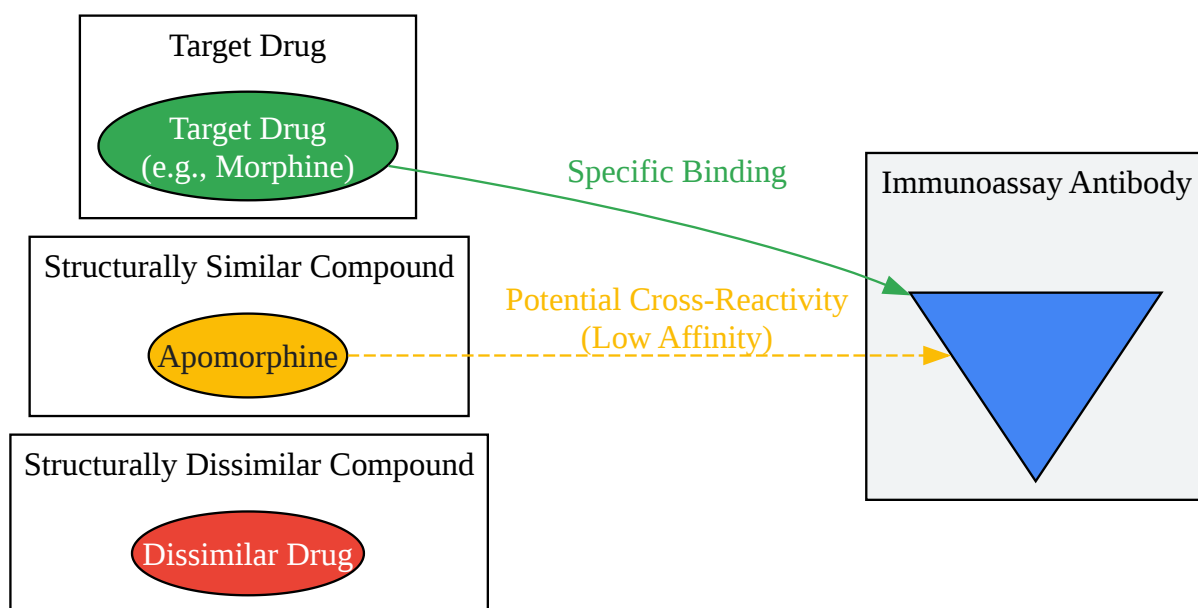 Target Drug
Target Drug
(e.g., Morphine)
Specific Binding
Immunoassay Antibody
Structurally Similar Compound
Apomorphine
Potential Cross-Reactivity
(Low Affinity)
Structurally Dissimilar Compound
Dissimilar Drug